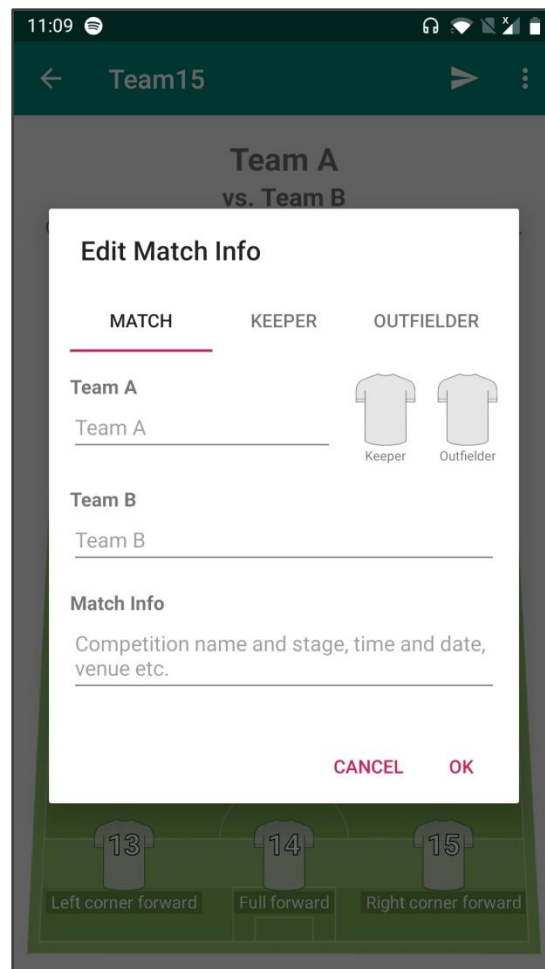 11:09
Team15
Team A
vs. Team B
Edit Match Info
MATCH KEEPER OUTFIELDER
Team A
Team A
Keeper Outfielder
Team B
Team B
Match Info
Competition name and stage, time and date,
venue etc.
CANCEL OK
13 14 15
Left corner forward Full forward Right corner forward